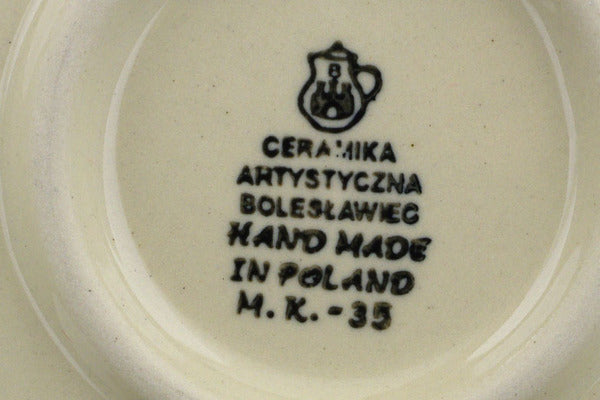 B
CERAMIKA
ARTYSTYCZNA
BOLESŁAWIEC
HAND MADE
IN POLAND
M.K.-35